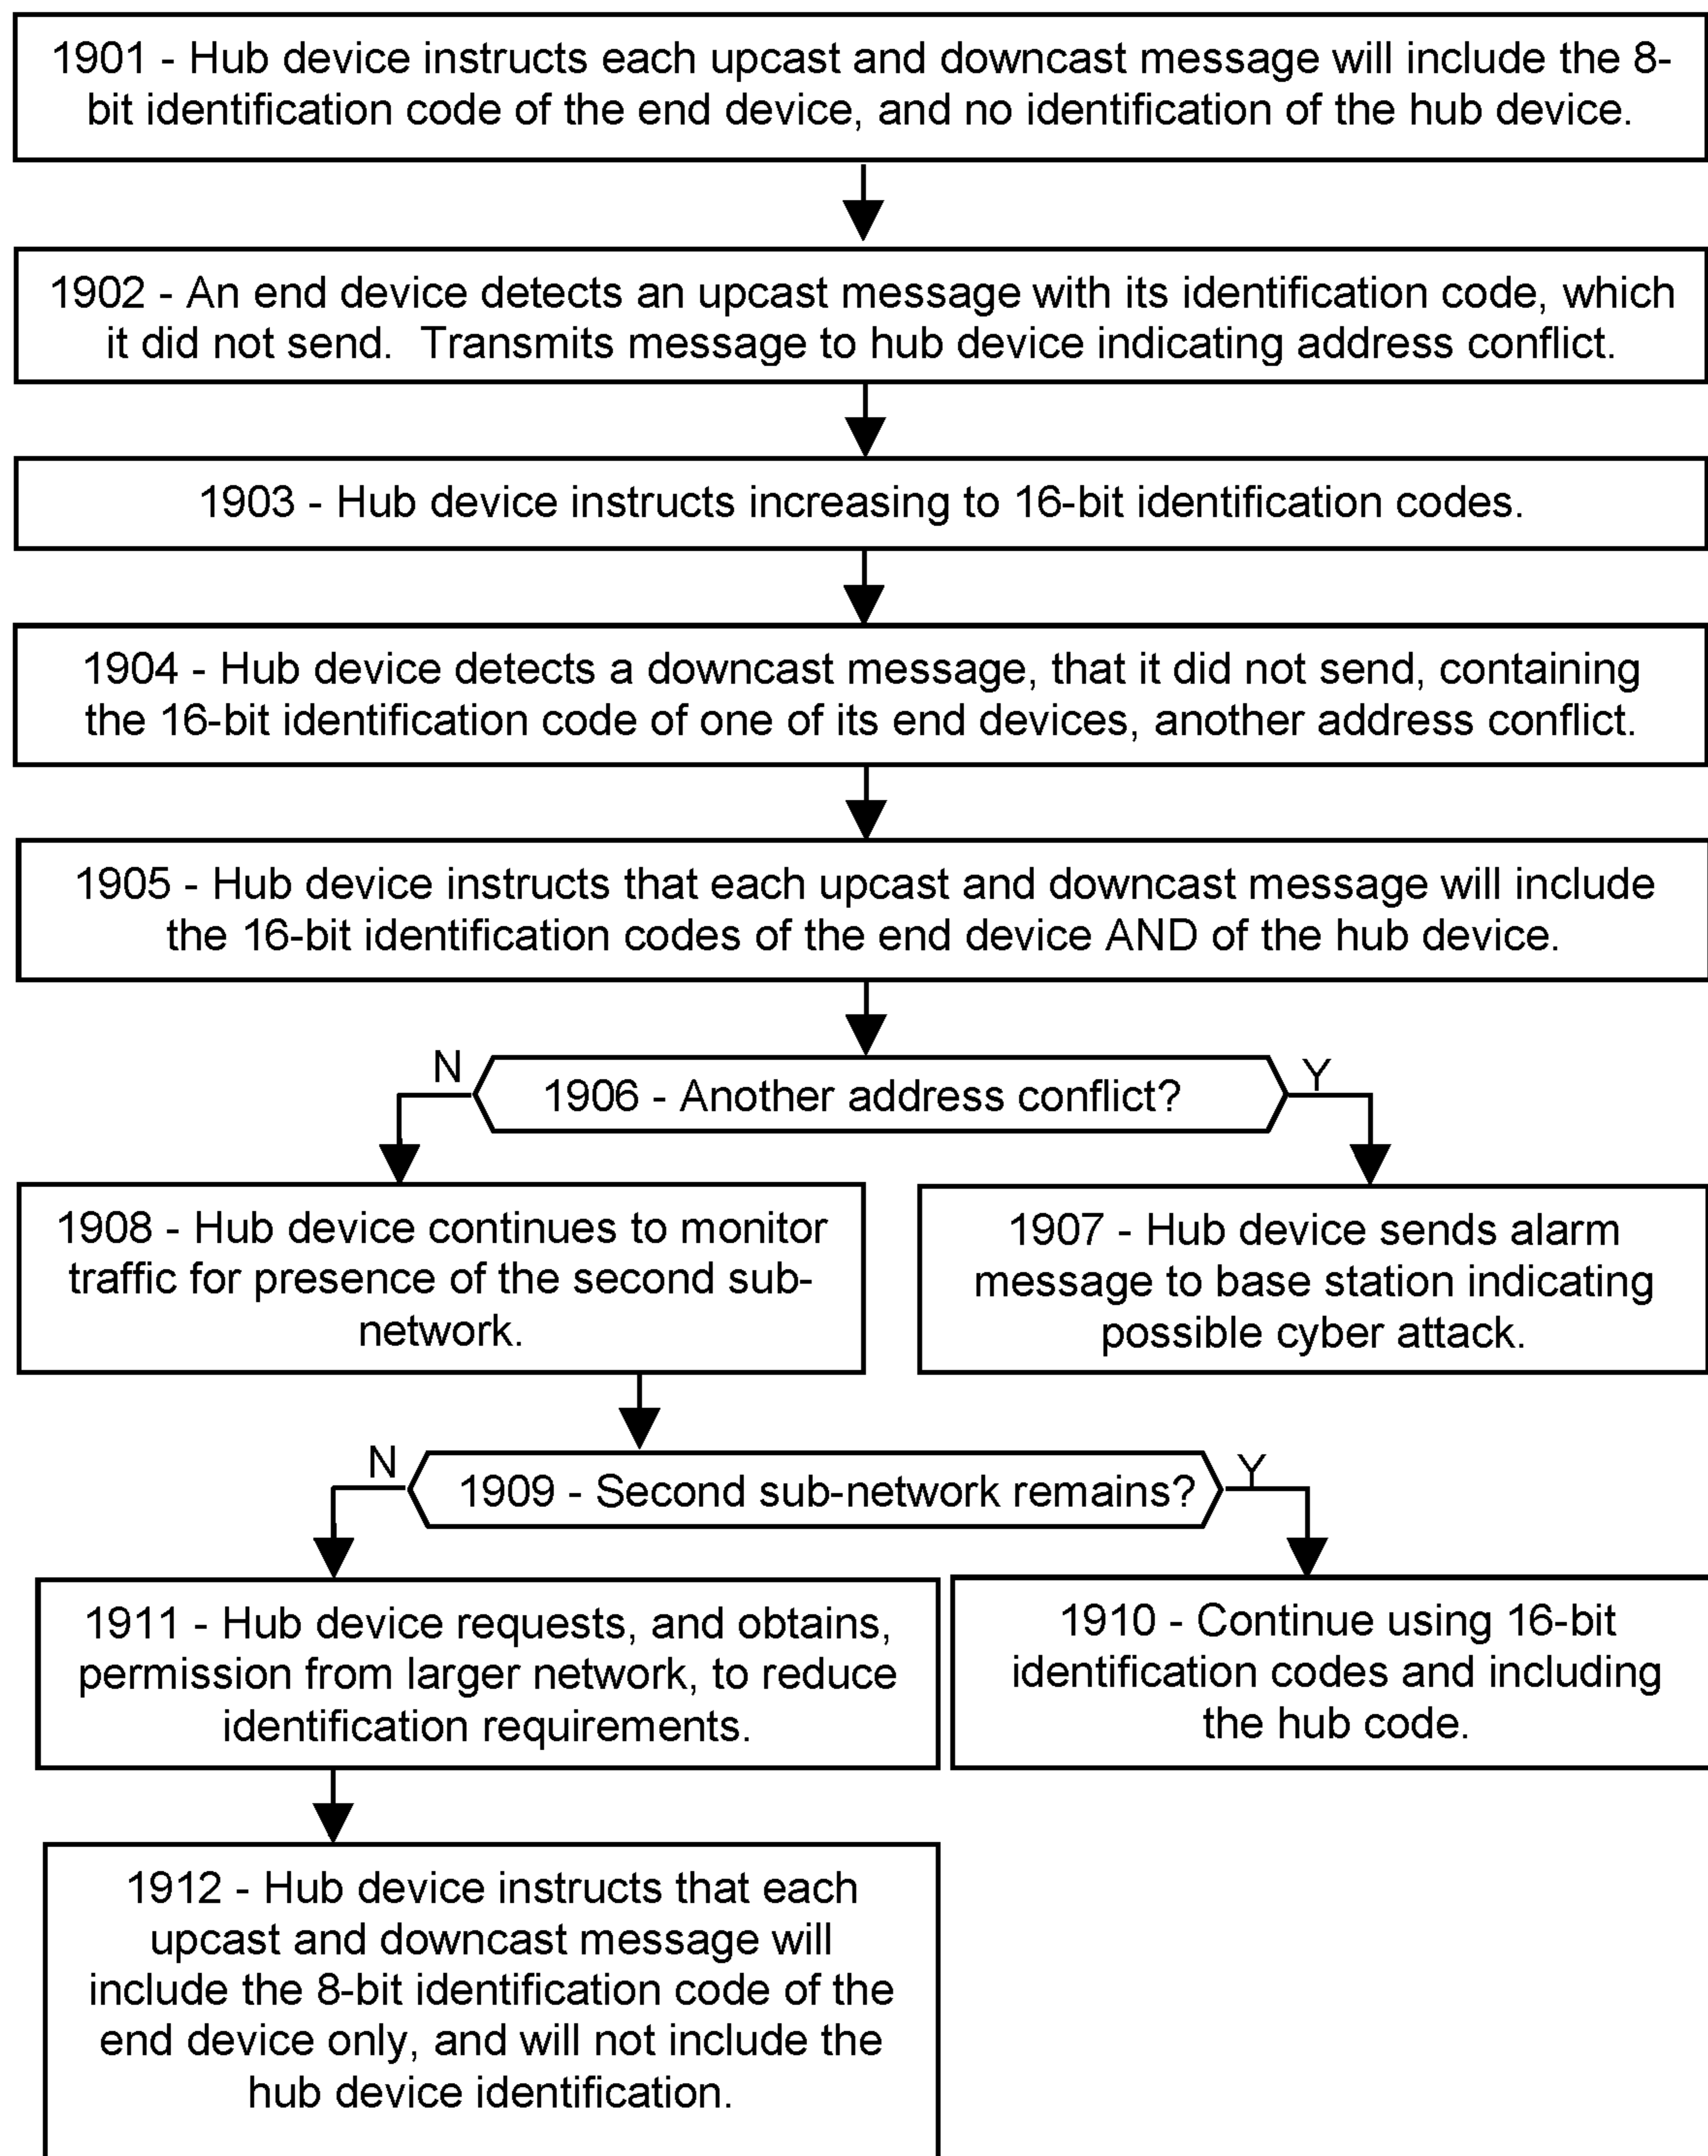 1901 - Hub device instructs each upcast and downcast message will include the 8-
bit identification code of the end device, and no identification of the hub device.
1902 - An end device detects an upcast message with its identification code, which
it did not send.  Transmits message to hub device indicating address conflict.
1903 - Hub device instructs increasing to 16-bit identification codes.
1904 - Hub device detects a downcast message, that it did not send, containing
the 16-bit identification code of one of its end devices, another address conflict.
1905 - Hub device instructs that each upcast and downcast message will include
the 16-bit identification codes of the end device AND of the hub device.
N
1906 - Another address conflict?
Y
1908 - Hub device continues to monitor
traffic for presence of the second sub-
network.
1907 - Hub device sends alarm
message to base station indicating
possible cyber attack.
N
1909 - Second sub-network remains?
Y
1911 - Hub device requests, and obtains,
permission from larger network, to reduce
identification requirements.
1910 - Continue using 16-bit
identification codes and including
the hub code.
1912 - Hub device instructs that each
upcast and downcast message will
include the 8-bit identification code of the
end device only, and will not include the
hub device identification.